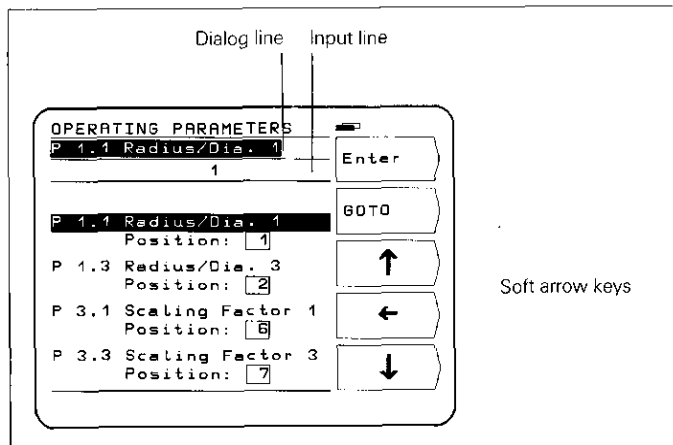 Dialog line Input line
OPERATING PARAMETERS
P 1.1 Radius/Dia. 1
1
P 1.1 Radius/Dia. 1
Position: 1
P 1.3 Radius/Dia. 3
Position: 2
P 3.1 Scaling Factor 1
Position: 6
P 3.3 Scaling Factor 3
Position: 7
Enter
GOTO
↑
←
↓
Soft arrow keys